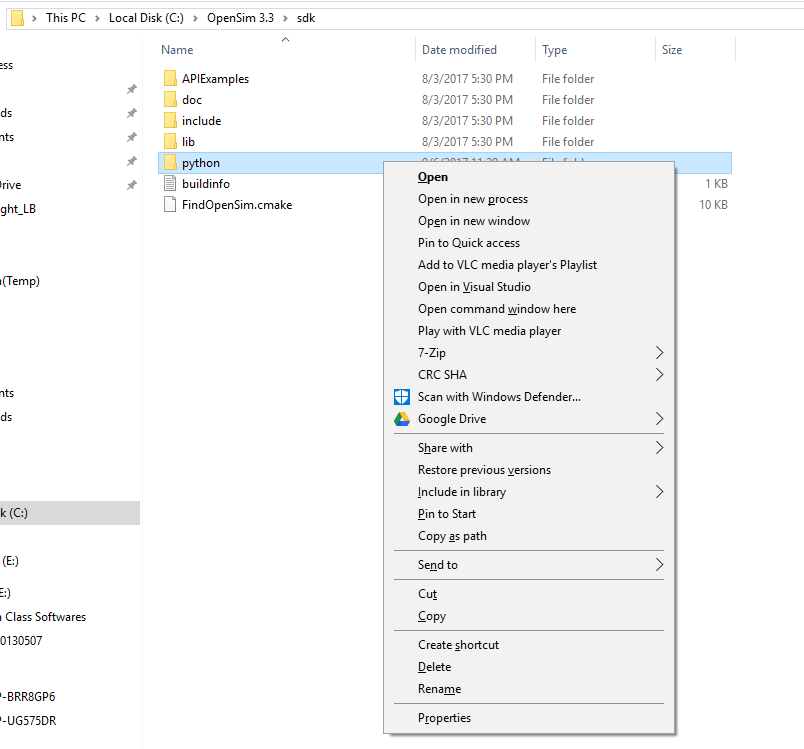 This PC > Local Disk (C:) > OpenSim 3.3 > sdk
Name Date modified Type Size
ess
APIExamples 8/3/2017 5:30 PM File folder
doc 8/3/2017 5:30 PM File folder
ds
include 8/3/2017 5:30 PM File folder
nts
lib 8/3/2017 5:30 PM File folder
python
Drive
buildinfo 1 KB
ght_LB
FindOpenSim.cmake 10 KB
(Temp)
nts
ds
k (C:)
(E:)
E:)
Class Softwares
0130507
P-BRR8GP6
P-UG575DR
Open
Open in new process
Open in new window
Pin to Quick access
Add to VLC media player's Playlist
Open in Visual Studio
Open command window here
Play with VLC media player
7-Zip
CRC SHA
Scan with Windows Defender...
Google Drive
Share with
Restore previous versions
Include in library
Pin to Start
Copy as path
Send to
Cut
Copy
Create shortcut
Delete
Rename
Properties